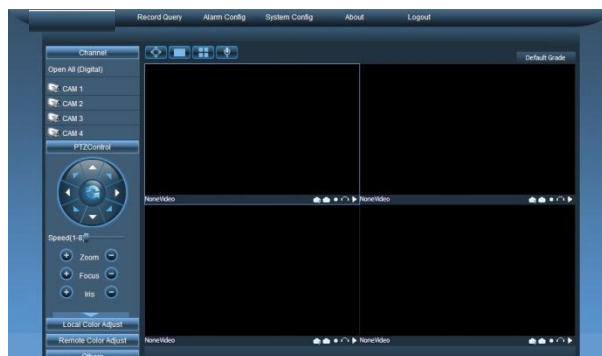 Record Query Alarm Config System Config About Logout
Channel
Default Grade
Open All (Digital)
CAM 1
CAM 2
CAM 3
CAM 4
PTZControl
NoneVideo NoneVideo
Speed(1-8)
Zoom
Focus
Iris
Local Color Adjust
Remote Color Adjust
NoneVideo NoneVideo
Others